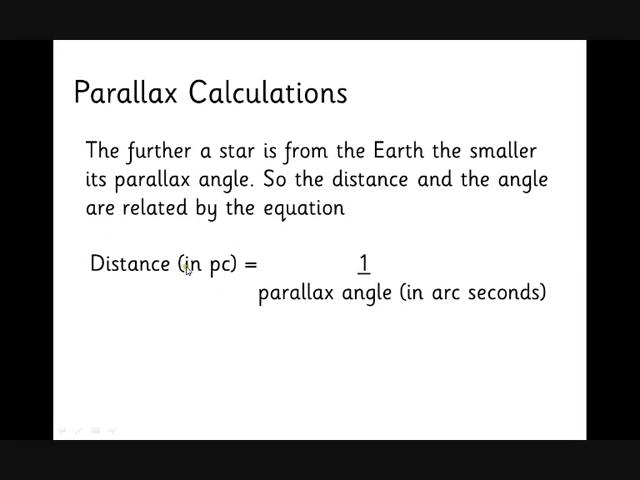 Parallax Calculations
The further a star is from the Earth the smaller
its parallax angle. So the distance and the angle
are related by the equation
Distance (in pc) = 1
parallax angle (in arc seconds)